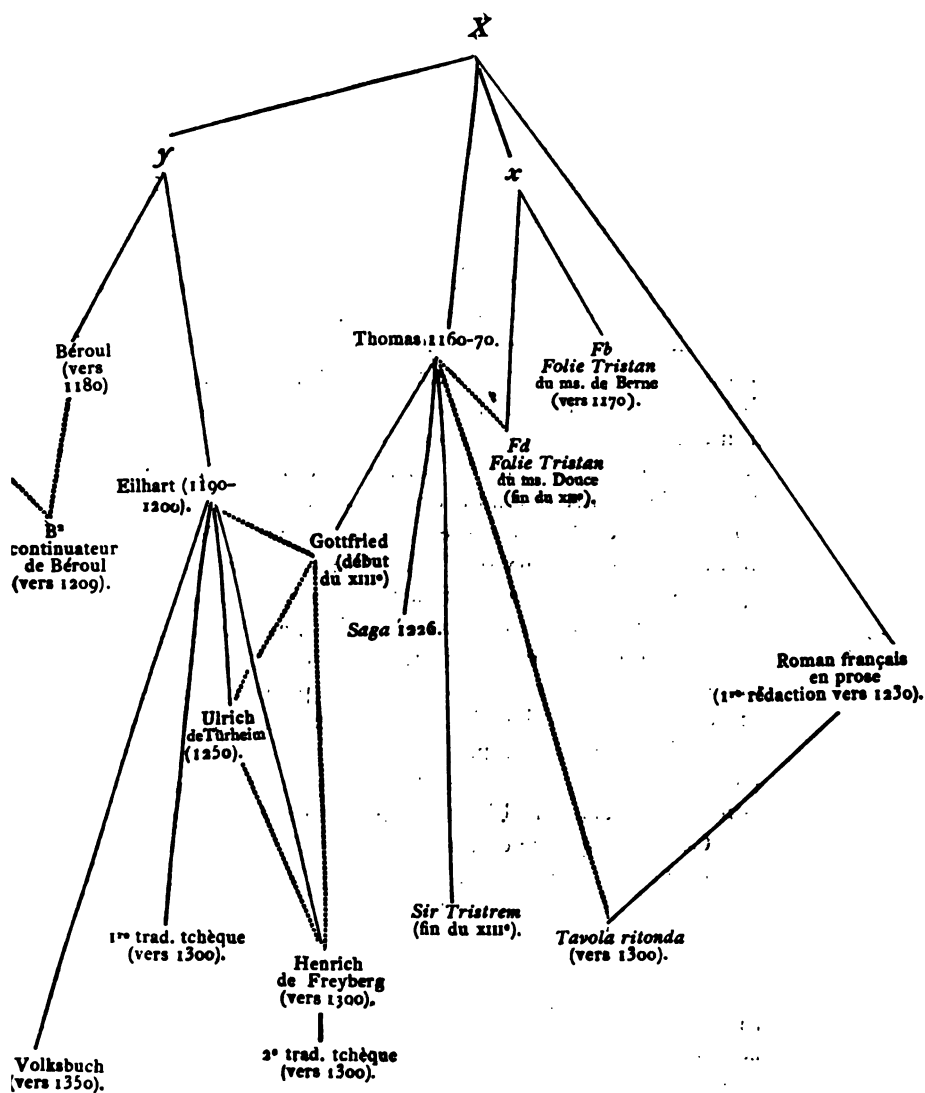 X
y
x
Thomas 1160-70.
Béroul
(vers
1180)
Fb
Folie Tristan
du ms. de Berne
(vers 1170).
Fd
Folie Tristan
du ms. Douce
(fin du XIIe).
Eilhart (1190-
1200).
B2
continuateur
de Béroul
(vers 1209).
Gottfried
(début
du XIIIe)
Saga 1226.
Roman français
en prose
(1re rédaction vers 1230).
Ulrich
de Türheim
(1250).
Sir Tristrem
(fin du XIIIe).
Tavola ritonda
(vers 1300).
1re trad. tchèque
(vers 1300).
Henrich
de Freyberg
(vers 1300).
2e trad. tchèque
(vers 1300).
Volksbuch
(vers 1350).